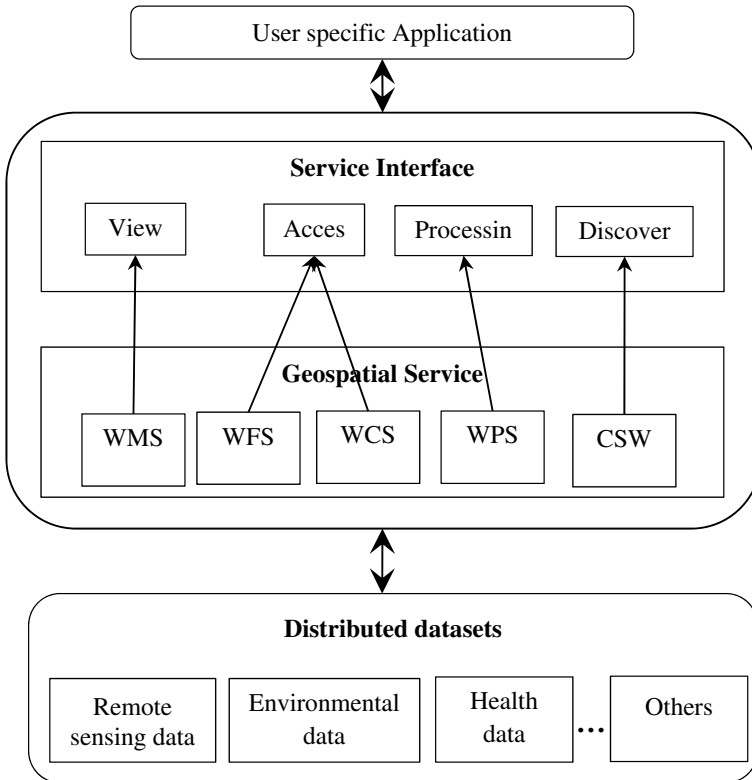 User specific Application
Service Interface
View
Acces
Processin
Discover
Geospatial Service
WMS
WFS
WCS
WPS
CSW
Distributed datasets
Remote
sensing data
Environmental
data
Health
data
...
Others